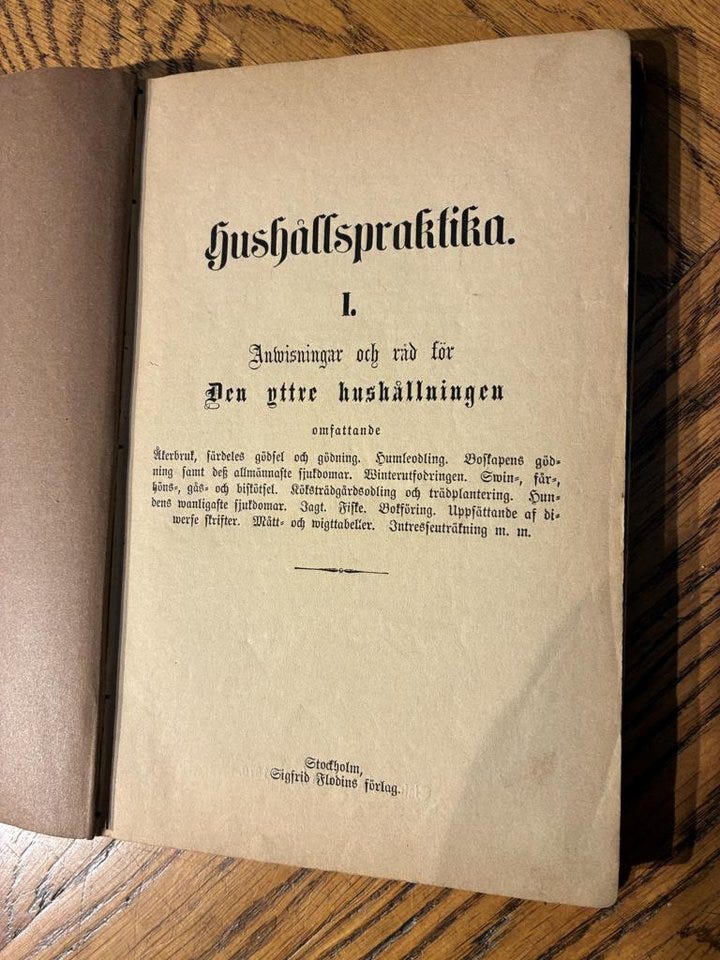 Hushållspraktika.
I.
Anwisningar och råd för
Den yttre hushållningen
omfattande
Åkerbruk, särdeles gödsel och gödning. Humleodling. Boskapens göd-
ning samt deß allmännaste sjukdomar. Winterutfodringen. Swin-, får-,
höns-, gås- och biskötsel. Köksträdgårdsodling och trädplantering. Hun-
dens wanligaste sjukdomar. Jagt. Fiske. Bokföring. Uppsättande af di-
werse skrifter. Mått- och wigttabeller. Intresseuträkning m. m.
Stockholm,
Sigfrid Flodins förlag.